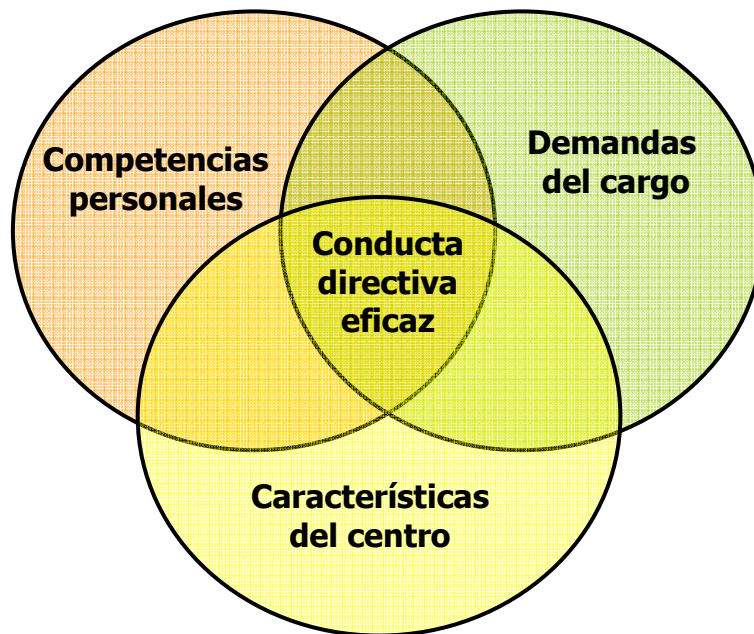 Competencias
personales
Demandas
del cargo
Conducta
directiva
eficaz
Características
del centro